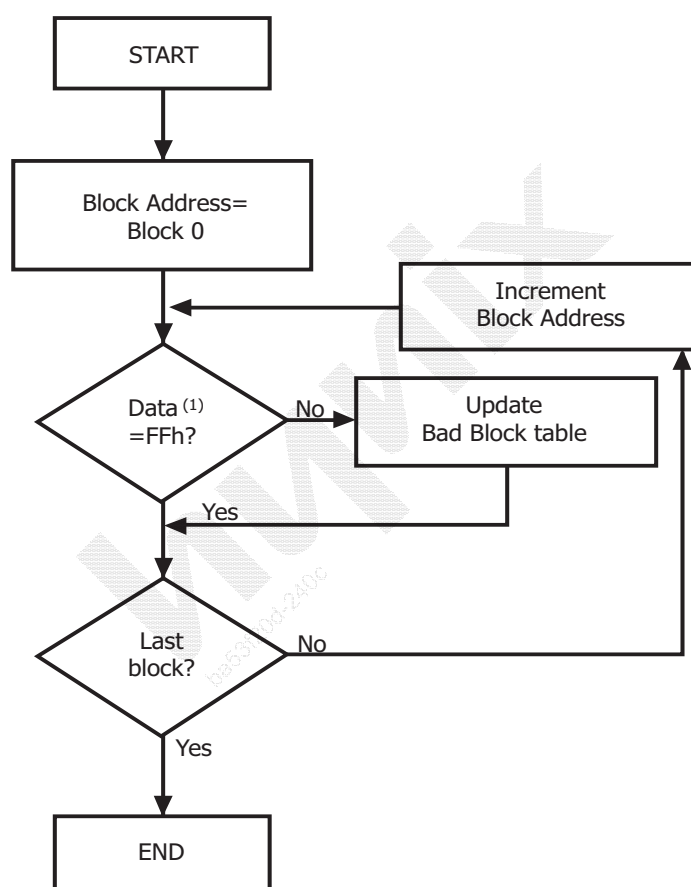 START
Block Address=
Block 0
Increment
Block Address
Data (1)
=FFh?
No
Update
Bad Block table
Yes
Last
block?
No
Yes
END
hynix